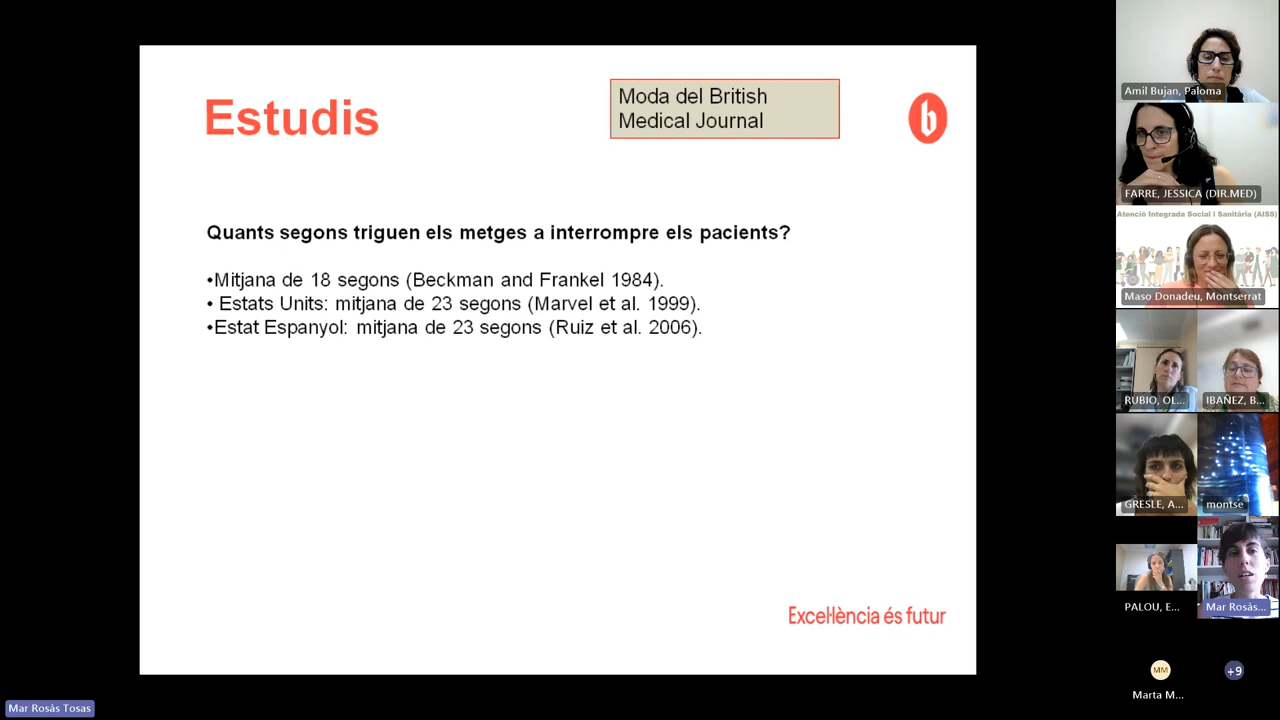 Estudis
Moda del British
Medical Journal
b
Quants segons triguen els metges a interrompre els pacients?
•Mitjana de 18 segons (Beckman and Frankel 1984).
• Estats Units: mitjana de 23 segons (Marvel et al. 1999).
•Estat Espanyol: mitjana de 23 segons (Ruiz et al. 2006).
Excel·lència és futur
Mar Rosàs Tosas
Amil Bujan, Paloma
FARRE, JESSICA (DIR.MED)
Atenció Integrada Social i Sanitària (AISS)
Maso Donadeu, Montserrat
RUBIO, OL...
IBAÑEZ, B...
GRESLE, A...
montse
PALOU, E...
Mar Rosàs...
MM
+9
Marta M...